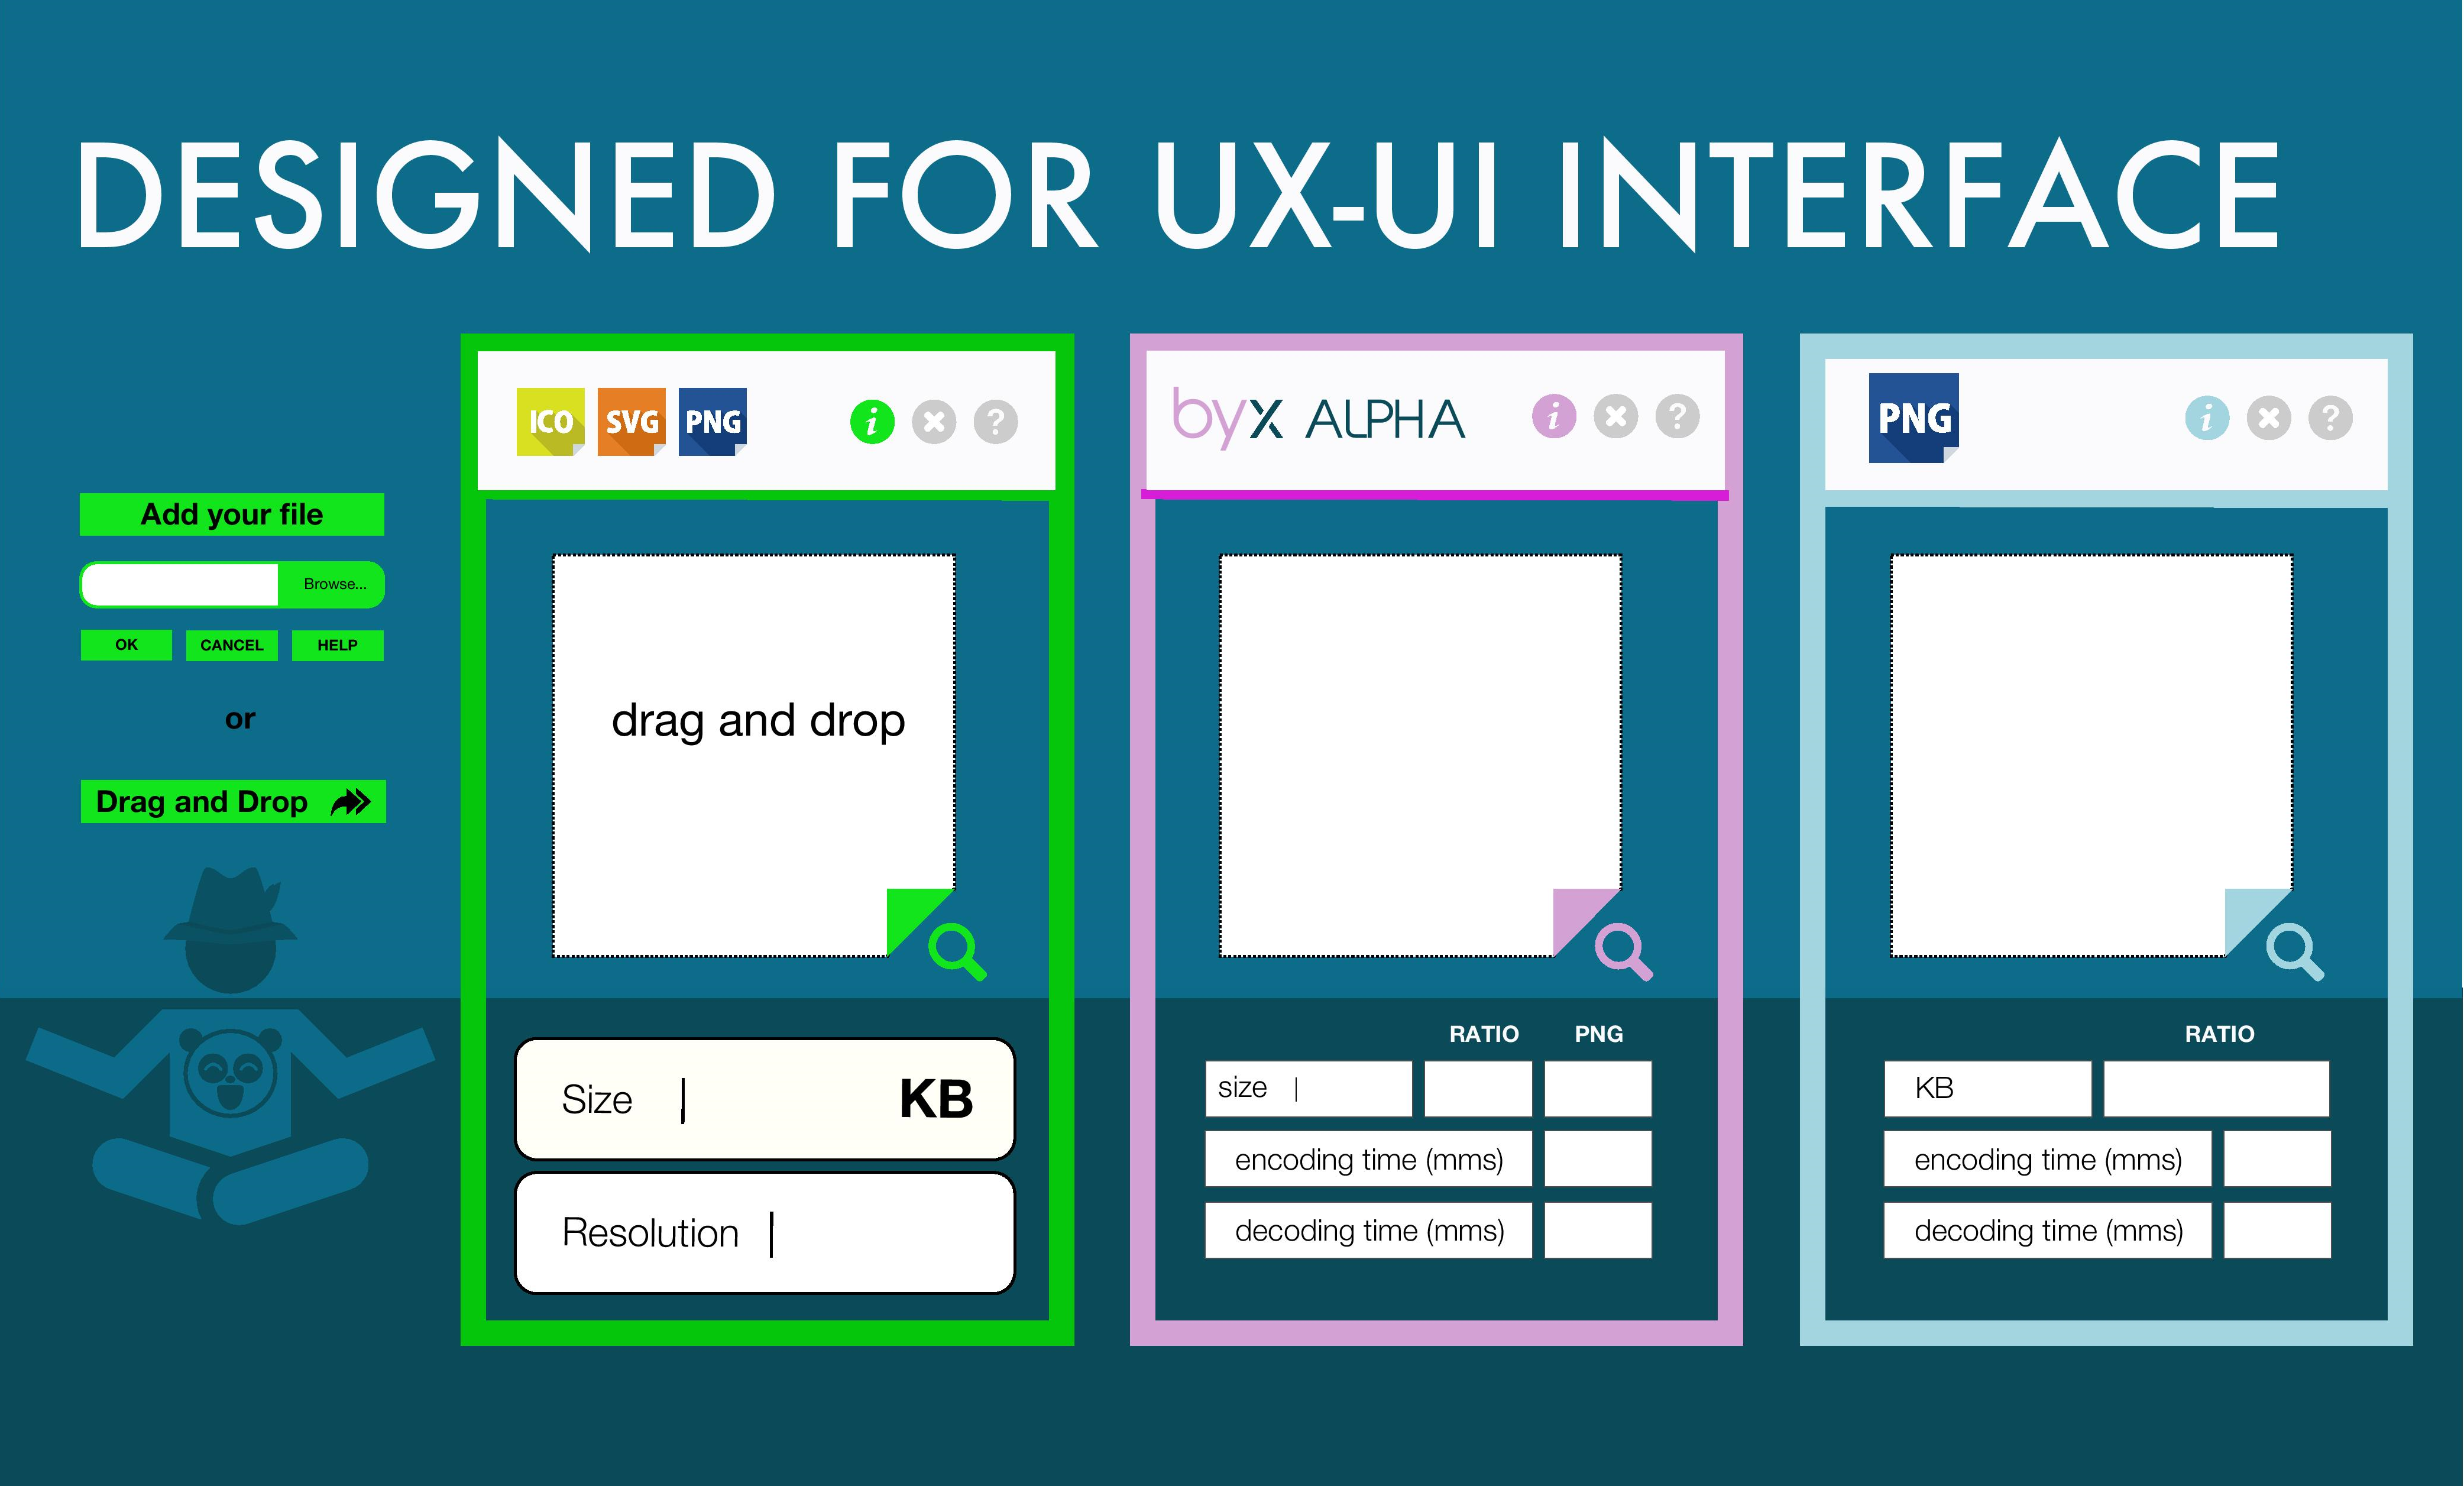 DESIGNED FOR UX-UI INTERFACE
Add your file
Browse...
OK CANCEL HELP
or
Drag and Drop
ICO SVG PNG i ?
drag and drop
Size | KB
Resolution |
byx ALPHA i ?
RATIO PNG
size |
encoding time (mms)
decoding time (mms)
PNG i ?
RATIO
KB
encoding time (mms)
decoding time (mms)